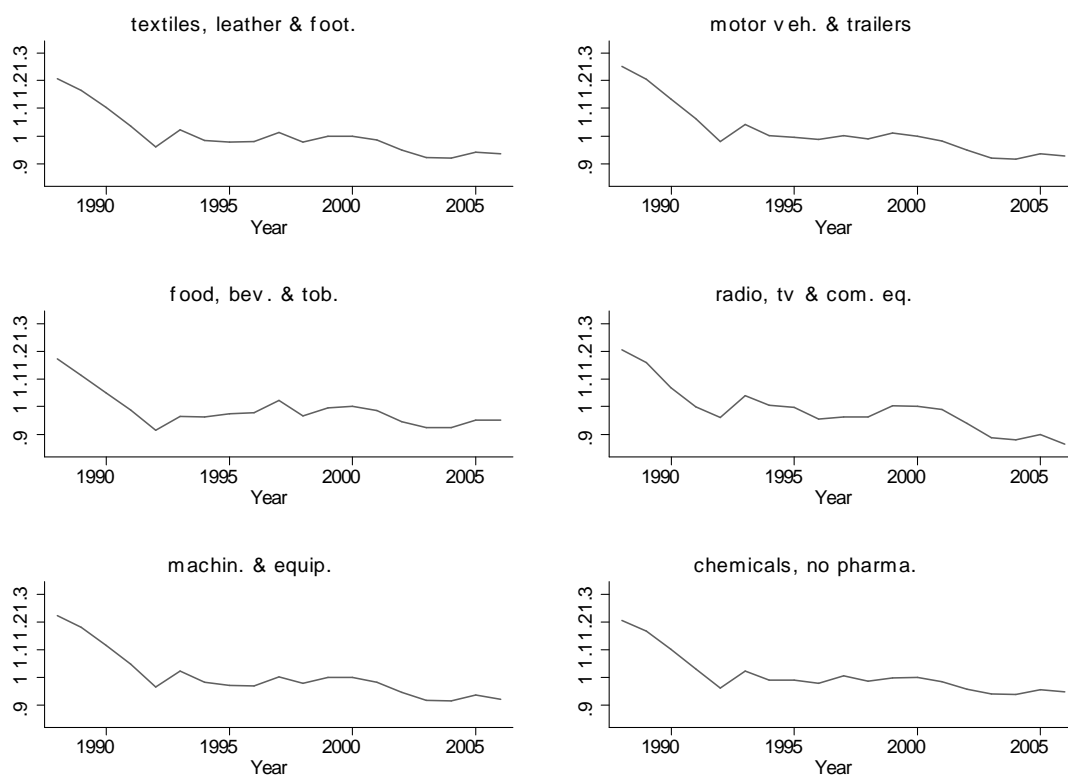 textiles, leather & foot.
.9 1 1.1 1.2 1.3
1990 1995 2000 2005
Year
motor veh. & trailers
.9 1 1.1 1.2 1.3
1990 1995 2000 2005
Year
food, bev. & tob.
.9 1 1.1 1.2 1.3
1990 1995 2000 2005
Year
radio, tv & com. eq.
.9 1 1.1 1.2 1.3
1990 1995 2000 2005
Year
machin. & equip.
.9 1 1.1 1.2 1.3
1990 1995 2000 2005
Year
chemicals, no pharma.
.9 1 1.1 1.2 1.3
1990 1995 2000 2005
Year